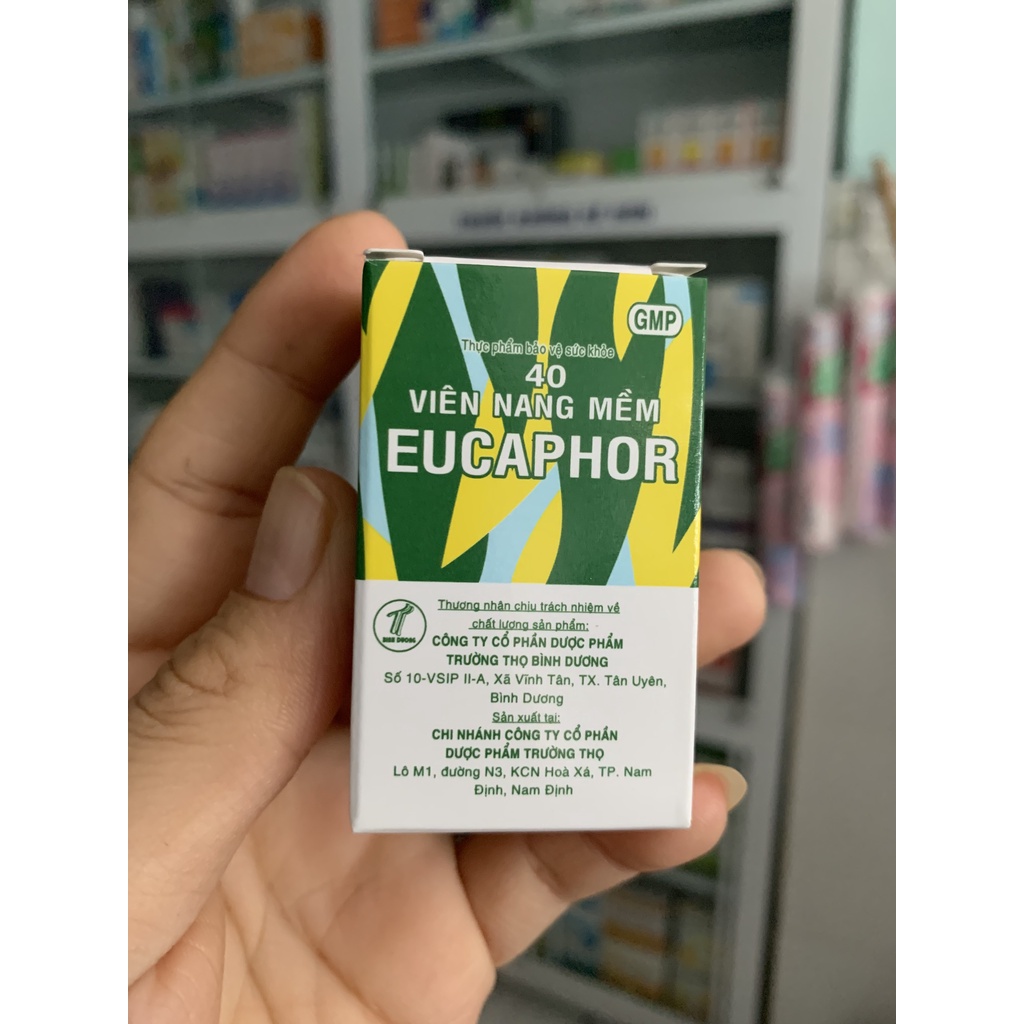 GMP
Thực phẩm bảo vệ sức khỏe
40
VIÊN NANG MỀM
EUCAPHOR
Thương nhân chịu trách nhiệm về
chất lượng sản phẩm:
CÔNG TY CỔ PHẦN DƯỢC PHẨM
TRƯỜNG THỌ BÌNH DƯƠNG
Số 10-VSIP II-A, Xã Vĩnh Tân, TX. Tân Uyên,
Bình Dương
Sản xuất tại:
CHI NHÁNH CÔNG TY CỔ PHẦN
DƯỢC PHẨM TRƯỜNG THỌ
Lô M1, đường N3, KCN Hoà Xá, TP. Nam
Định, Nam Định